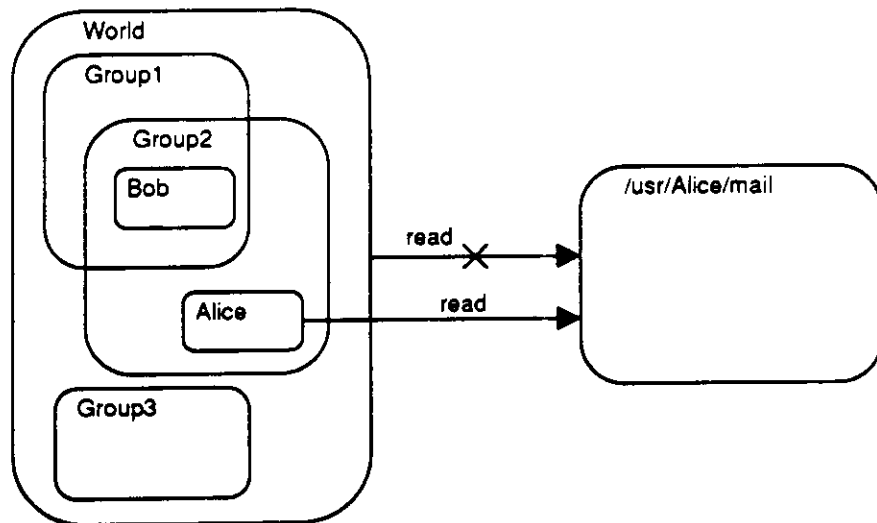 World
Group1
Group2
Bob
/usr/Alice/mail
read
Alice
read
Group3